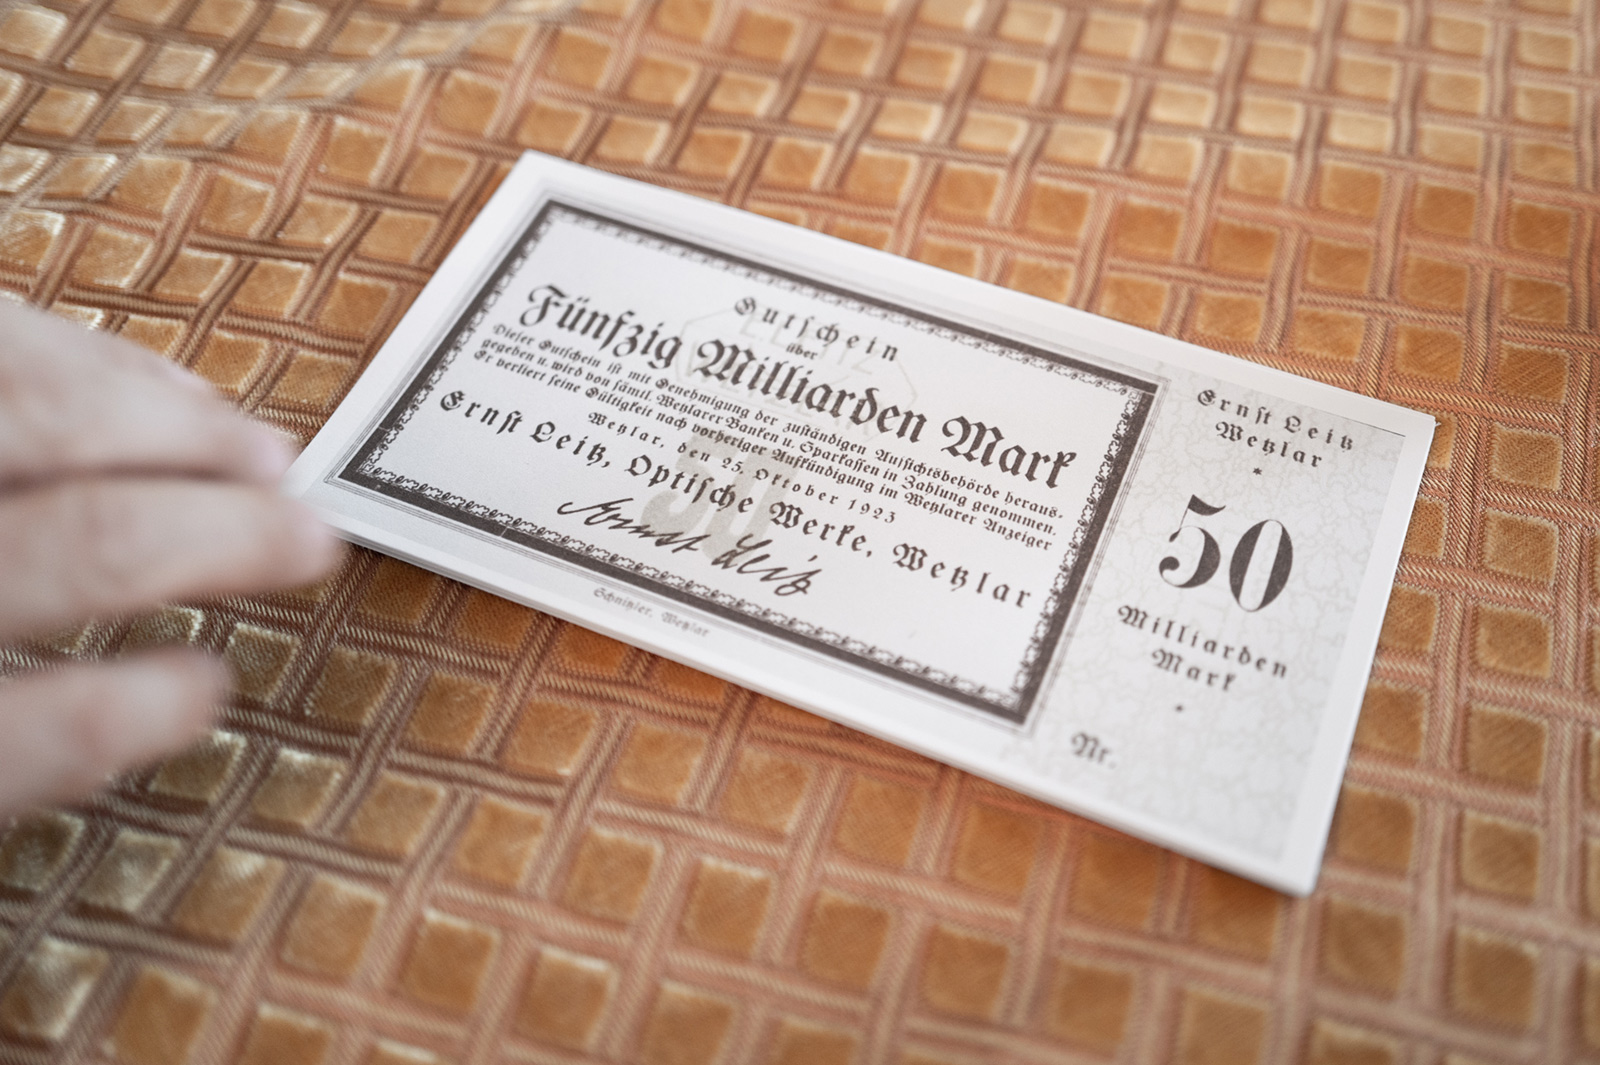 Gutschein
über
Fünfzig Milliarden Mark
Dieser Gutschein ist mit Genehmigung der zuständigen Aufsichtsbehörde heraus-
gegeben u. wird von sämtl. Wetzlarer Banken u. Sparkassen in Zahlung genommen.
Er verliert seine Gültigkeit nach vorheriger Aufkündigung im Wetzlarer Anzeiger
Wetzlar, den 25. Oktober 1923
Ernst Leitz, Optische Werke, Wetzlar
Ernst Leitz
Schnitzler, Wetzlar
Ernst Leitz
Wetzlar
*
50
Milliarden
Mark
Nr.
50